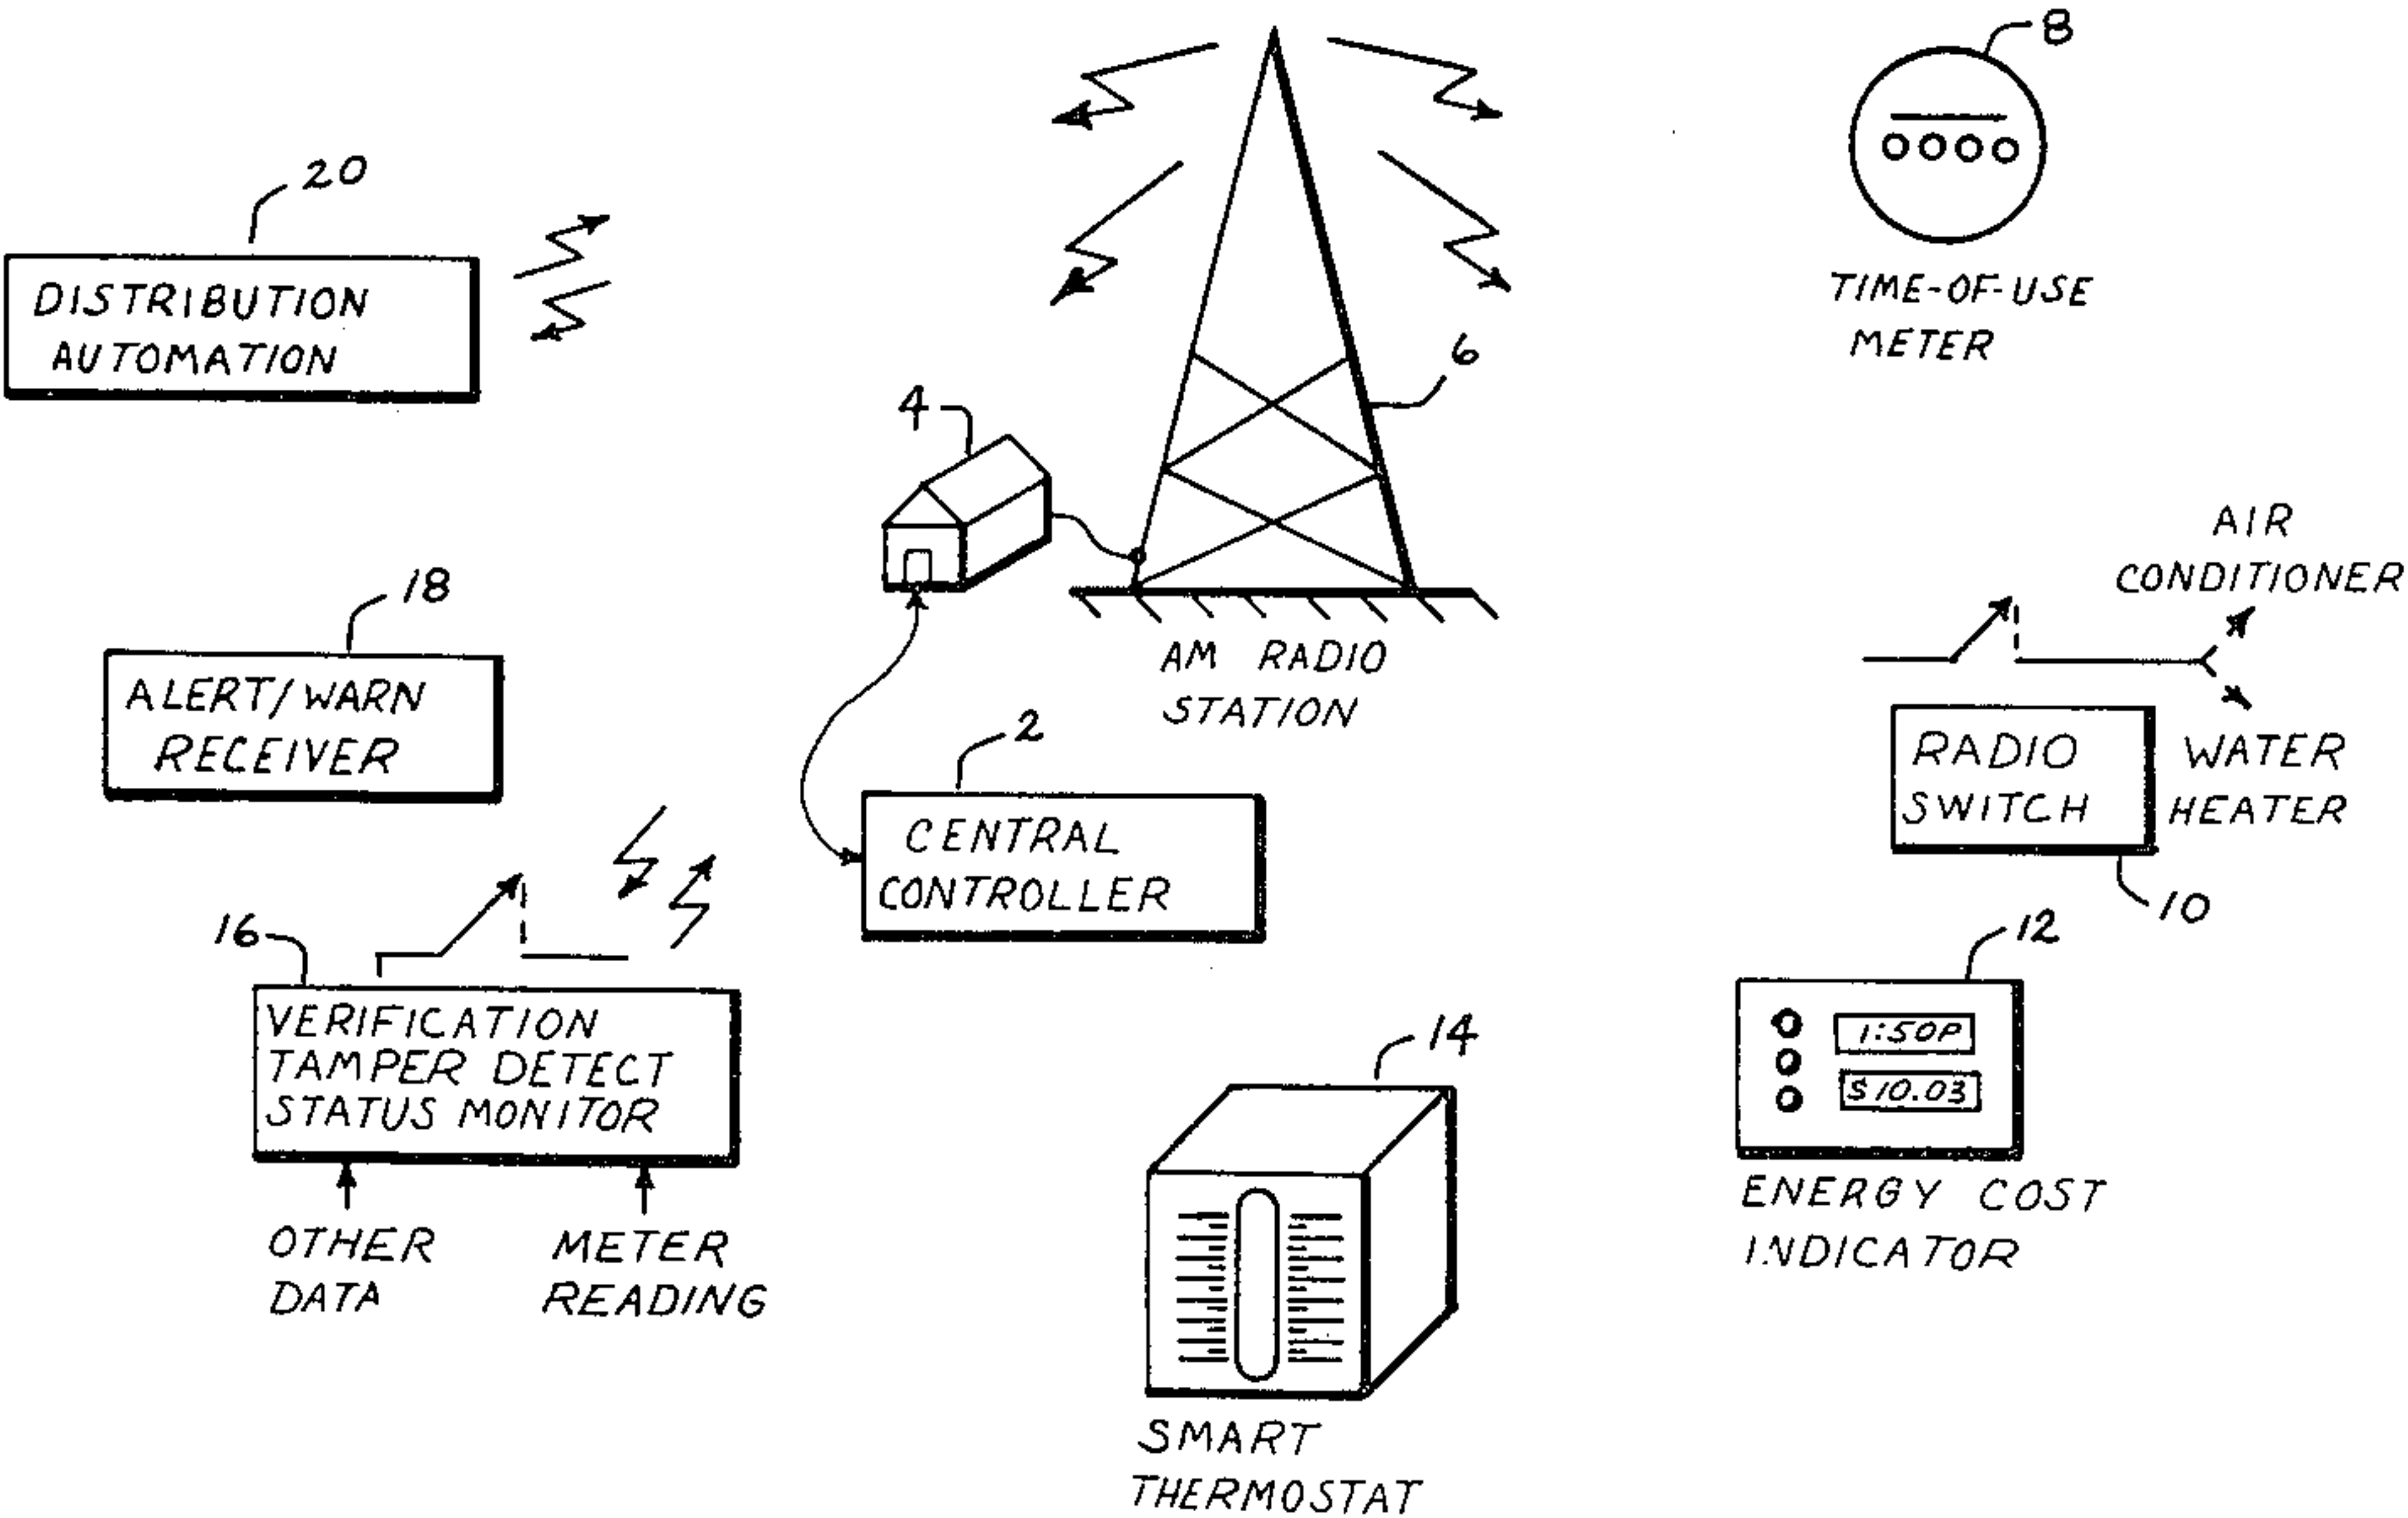 8
20
TIME-OF-USE
METER
DISTRIBUTION
AUTOMATION
6
4
AM RADIO
STATION
AIR
CONDITIONER
18
ALERT/WARN
RECEIVER
2
CENTRAL
CONTROLLER
RADIO
SWITCH
WATER
HEATER
10
16
VERIFICATION
TAMPER DETECT
STATUS MONITOR
OTHER
DATA
METER
READING
12
1:50P
$10.03
ENERGY COST
INDICATOR
14
SMART
THERMOSTAT